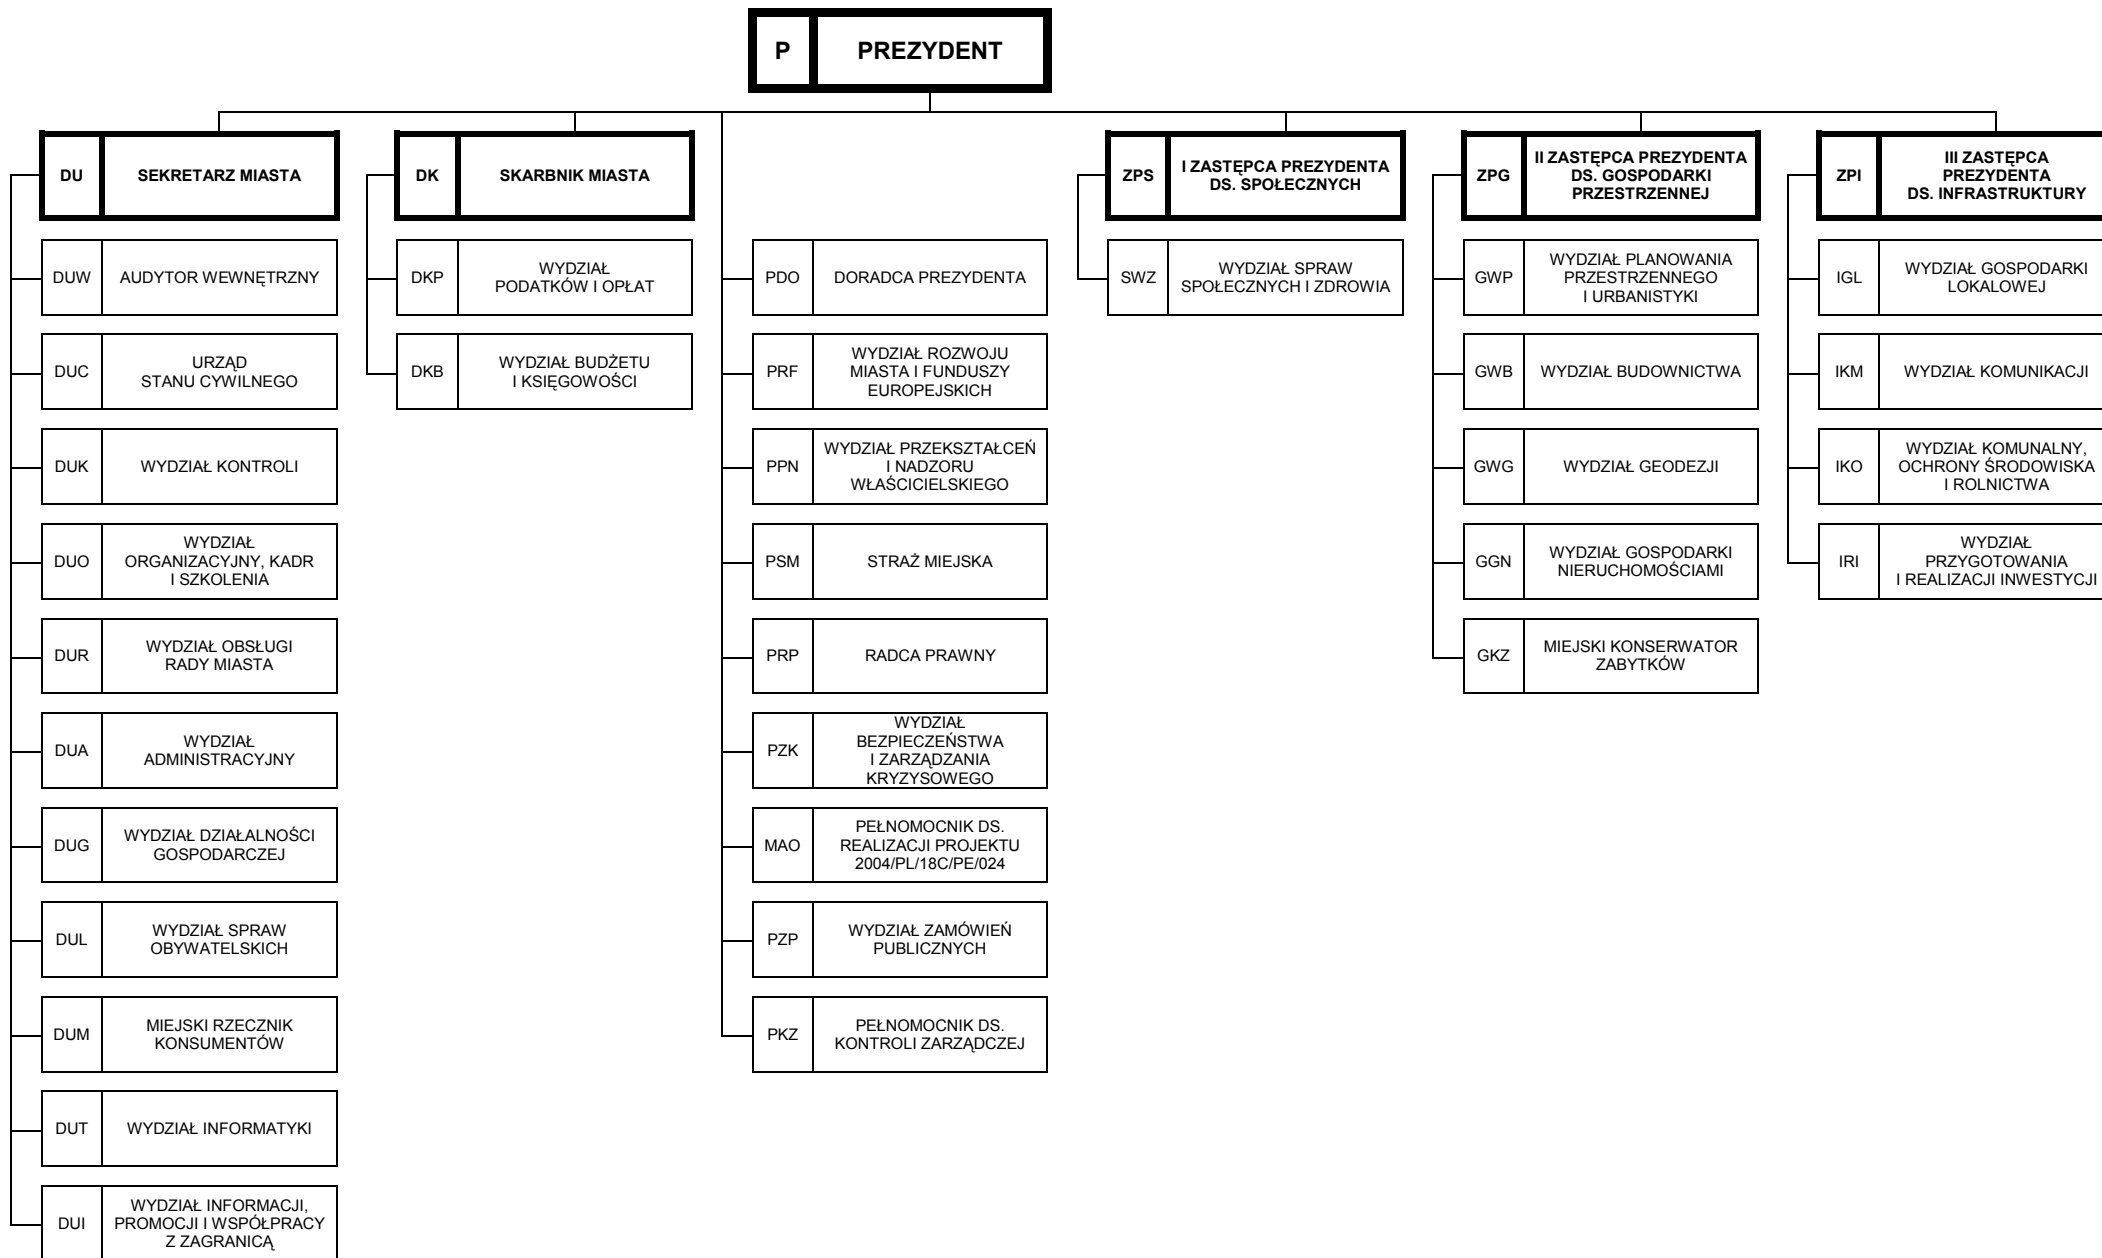 P
PREZYDENT
DU
SEKRETARZ MIASTA
DUW
AUDYTOR WEWNĘTRZNY
DUC
URZĄD
STANU CYWILNEGO
DUK
WYDZIAŁ KONTROLI
DUO
WYDZIAŁ
ORGANIZACYJNY, KADR
I SZKOLENIA
DUR
WYDZIAŁ OBSŁUGI
RADY MIASTA
DUA
WYDZIAŁ
ADMINISTRACYJNY
DUG
WYDZIAŁ DZIAŁALNOŚCI
GOSPODARCZEJ
DUL
WYDZIAŁ SPRAW
OBYWATELSKICH
DUM
MIEJSKI RZECZNIK
KONSUMENTÓW
DUT
WYDZIAŁ INFORMATYKI
DUI
WYDZIAŁ INFORMACJI,
PROMOCJI I WSPÓŁPRACY
Z ZAGRANICĄ
DK
SKARBNIK MIASTA
DKP
WYDZIAŁ
PODATKÓW I OPŁAT
DKB
WYDZIAŁ BUDŻETU
I KSIĘGOWOŚCI
PDO
DORADCA PREZYDENTA
PRF
WYDZIAŁ ROZWOJU
MIASTA I FUNDUSZY
EUROPEJSKICH
PPN
WYDZIAŁ PRZEKSZTAŁCEŃ
I NADZORU
WŁAŚCICIELSKIEGO
PSM
STRAŻ MIEJSKA
PRP
RADCA PRAWNY
PZK
WYDZIAŁ
BEZPIECZEŃSTWA
I ZARZĄDZANIA
KRYZYSOWEGO
MAO
PEŁNOMOCNIK DS.
REALIZACJI PROJEKTU
2004/PL/18C/PE/024
PZP
WYDZIAŁ ZAMÓWIEŃ
PUBLICZNYCH
PKZ
PEŁNOMOCNIK DS.
KONTROLI ZARZĄDCZEJ
ZPS
I ZASTĘPCA PREZYDENTA
DS. SPOŁECZNYCH
SWZ
WYDZIAŁ SPRAW
SPOŁECZNYCH I ZDROWIA
ZPG
II ZASTĘPCA PREZYDENTA
DS. GOSPODARKI
PRZESTRZENNEJ
GWP
WYDZIAŁ PLANOWANIA
PRZESTRZENNEGO
I URBANISTYKI
GWB
WYDZIAŁ BUDOWNICTWA
GWG
WYDZIAŁ GEODEZJI
GGN
WYDZIAŁ GOSPODARKI
NIERUCHOMOŚCIAMI
GKZ
MIEJSKI KONSERWATOR
ZABYTKÓW
ZPI
III ZASTĘPCA
PREZYDENTA
DS. INFRASTRUKTURY
IGL
WYDZIAŁ GOSPODARKI
LOKALOWEJ
IKM
WYDZIAŁ KOMUNIKACJI
IKO
WYDZIAŁ KOMUNALNY,
OCHRONY ŚRODOWISKA
I ROLNICTWA
IRI
WYDZIAŁ
PRZYGOTOWANIA
I REALIZACJI INWESTYCJI